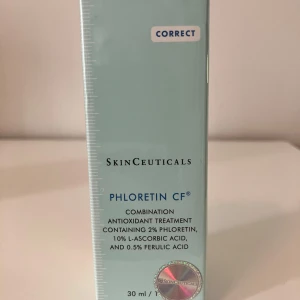 CORRECT
SKINCEUTICALS
PHLORETIN CF®
COMBINATION
ANTIOXIDANT TREATMENT
CONTAINING 2% PHLORETIN,
10% L-ASCORBIC ACID,
AND 0.5% FERULIC ACID
30 ml / 1